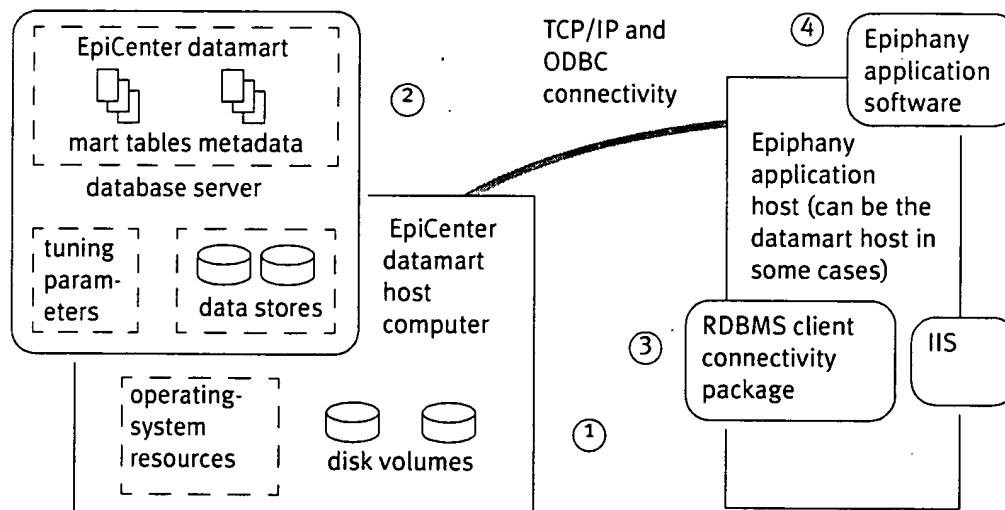 EpiCenter datamart
mart tables metadata
database server
tuning
param-
eters
data stores
EpiCenter
datamart
host
computer
operating-
system
resources
disk volumes
2
1
TCP/IP and
ODBC
connectivity
4
Epiphany
application
software
Epiphany
application
host (can be the
datamart host in
some cases)
3
RDBMS client
connectivity
package
IIS